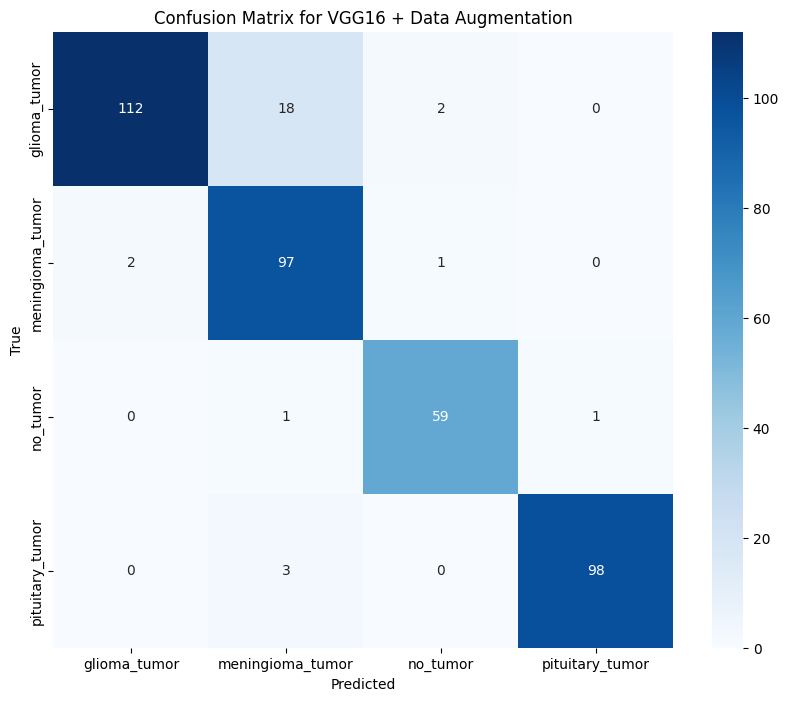 Confusion Matrix for VGG16 + Data Augmentation
True
glioma_tumor
112 18 2 0
meningioma_tumor
2 97 1 0
no_tumor
0 1 59 1
pituitary_tumor
0 3 0 98
glioma_tumor meningioma_tumor no_tumor pituitary_tumor
Predicted
100
80
60
40
20
0